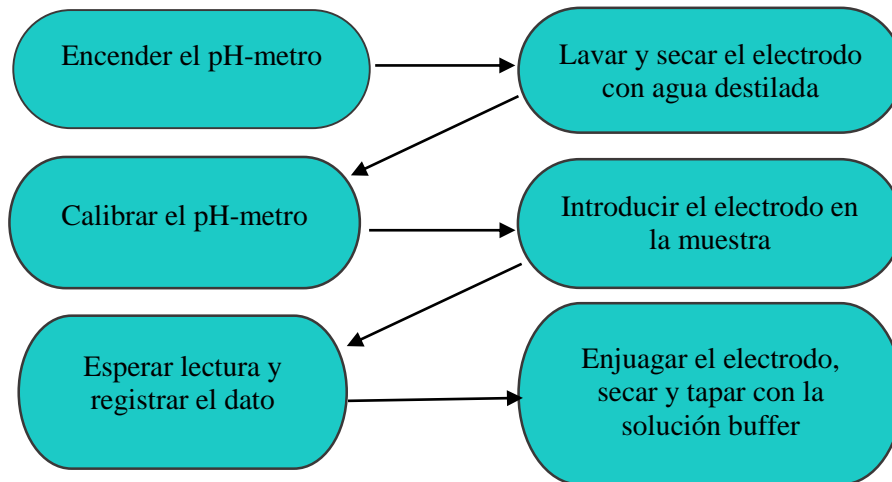 Encender el pH-metro
Lavar y secar el electrodo
con agua destilada
Calibrar el pH-metro
Introducir el electrodo en
la muestra
Esperar lectura y
registrar el dato
Enjuagar el electrodo,
secar y tapar con la
solución buffer